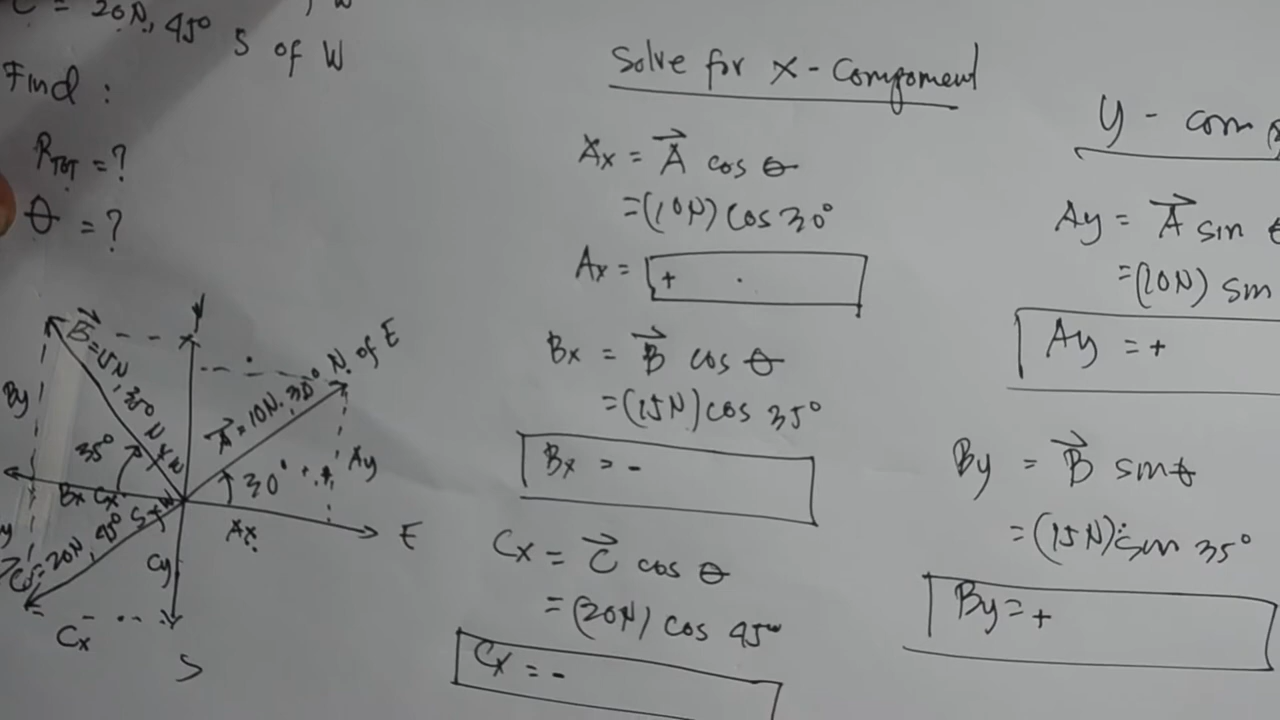 C = 20N, 45° S of W
Find :
R_TOT = ?
θ = ?
B = 15N, 35° N of W
A = 10N, 30° N of E
By
35°
30°
Ay
Bx Cx
Ax
E
C = 20N, 45° S of W
Cy
Cx
S
Solve for x - Component
Ax = A cos θ
= (10N) cos 30°
Ax = +
Bx = B cos θ
= (15N) cos 35°
Bx = -
Cx = C cos θ
= (20N) cos 45°
Cx = -
y - com
Ay = A sin θ
= (10N) sin
Ay = +
By = B sin θ
= (15N) sin 35°
By = +